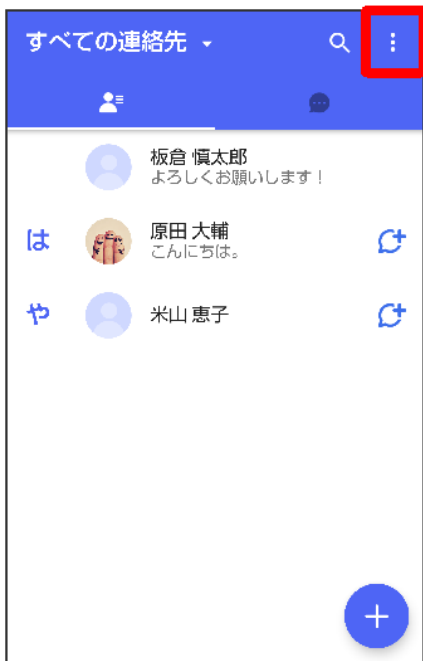 すべての連絡先
板倉 慎太郎
よろしくお願いします！
は
原田 大輔
こんにちは。
や
米山 恵子